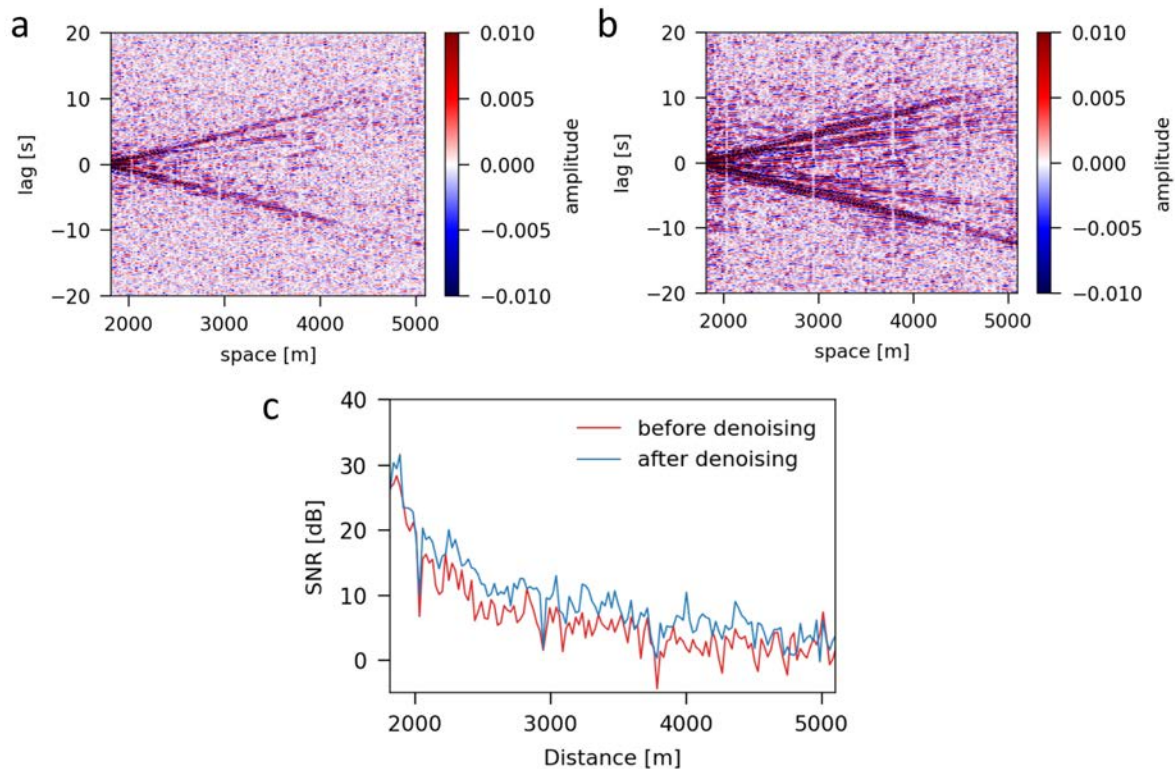 a
20
10
0
−10
−20
lag [s]
2000 3000 4000 5000
space [m]
0.010
0.005
0.000
−0.005
−0.010
amplitude
b
20
10
0
−10
−20
lag [s]
2000 3000 4000 5000
space [m]
0.010
0.005
0.000
−0.005
−0.010
amplitude
c
40
30
20
10
0
SNR [dB]
before denoising
after denoising
2000 3000 4000 5000
Distance [m]